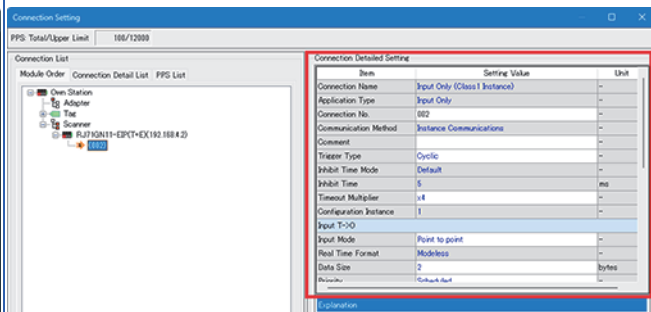 Connection Setting
PPS Total/Upper Limit 100/12000
Connection List
Module Order Connection Detail List PPS List
Own Station
Adapter
Tag
Scanner
RJ71GN11-EIP(T+E)(192.168.4.2)
(002)
Connection Detailed Setting
Item Setting Value Unit
Connection Name Input Only (Class1 Instance) -
Application Type Input Only -
Connection No. 002 -
Communication Method Instance Communications -
Comment -
Trigger Type Cyclic -
Inhibit Time Mode Default -
Inhibit Time 5 ms
Timeout Multiplier x4 -
Configuration Instance 1 -
Input T->O
Input Mode Point to point -
Real Time Format Modeless -
Data Size 2 bytes
Priority Scheduled -
Explanation